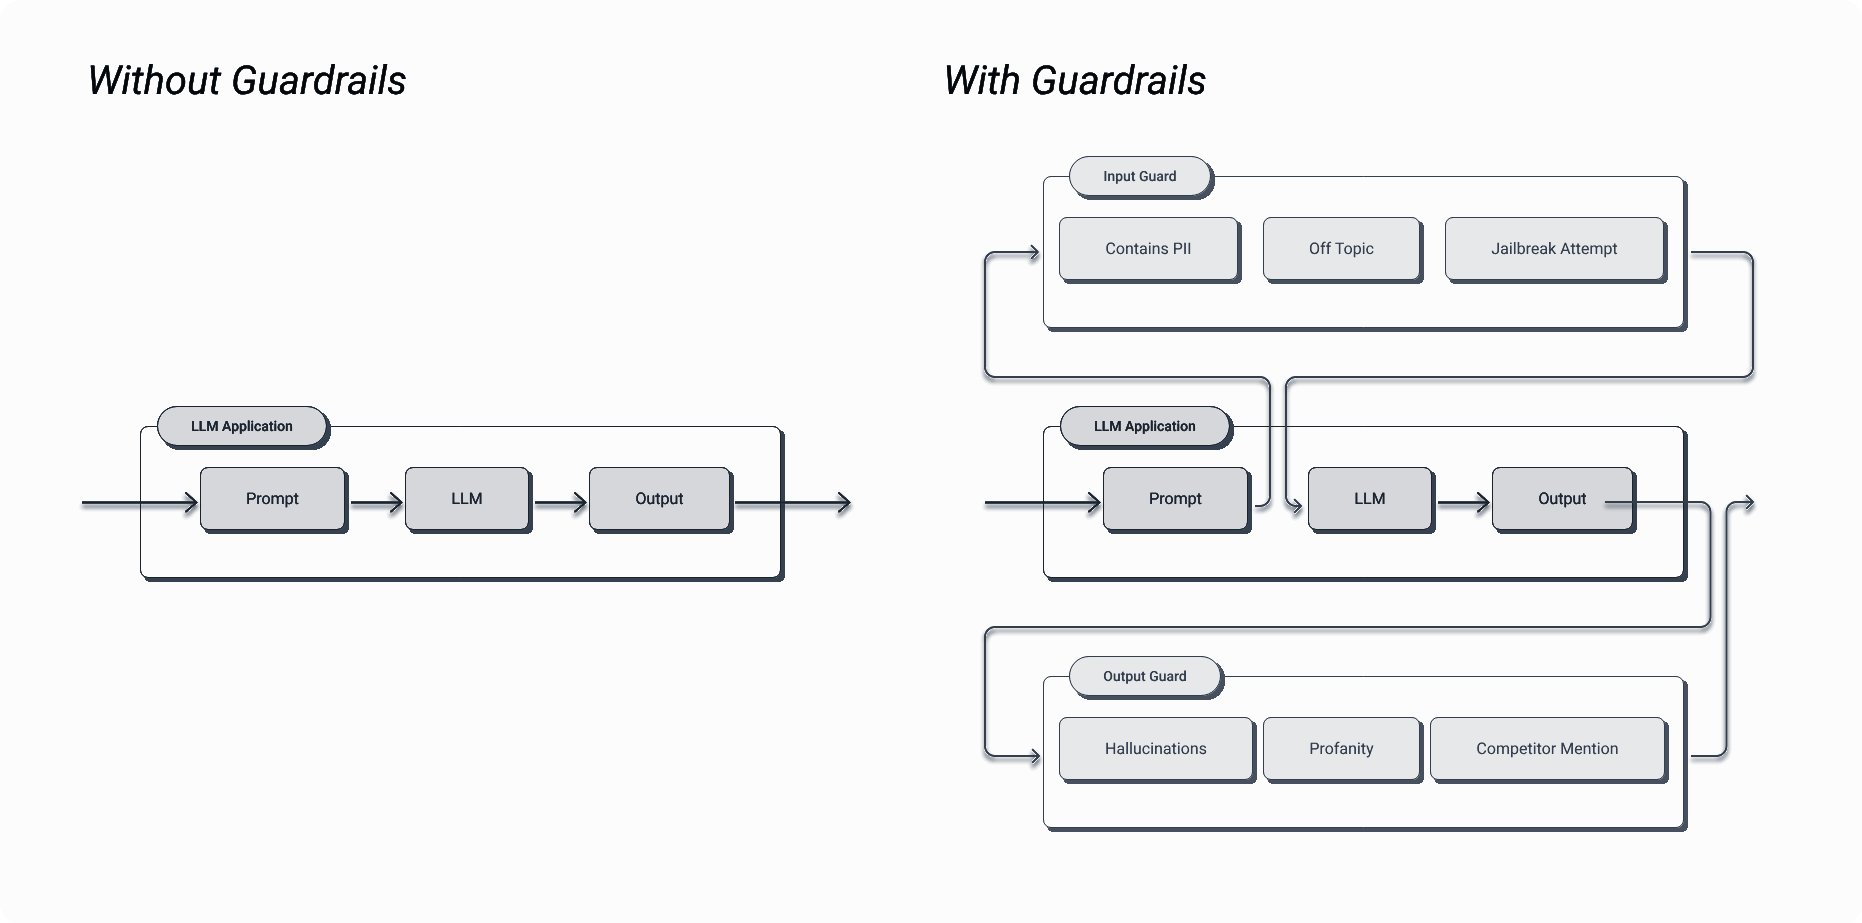 Without Guardrails
LLM Application
Prompt
LLM
Output
With Guardrails
Input Guard
Contains PII
Off Topic
Jailbreak Attempt
LLM Application
Prompt
LLM
Output
Output Guard
Hallucinations
Profanity
Competitor Mention